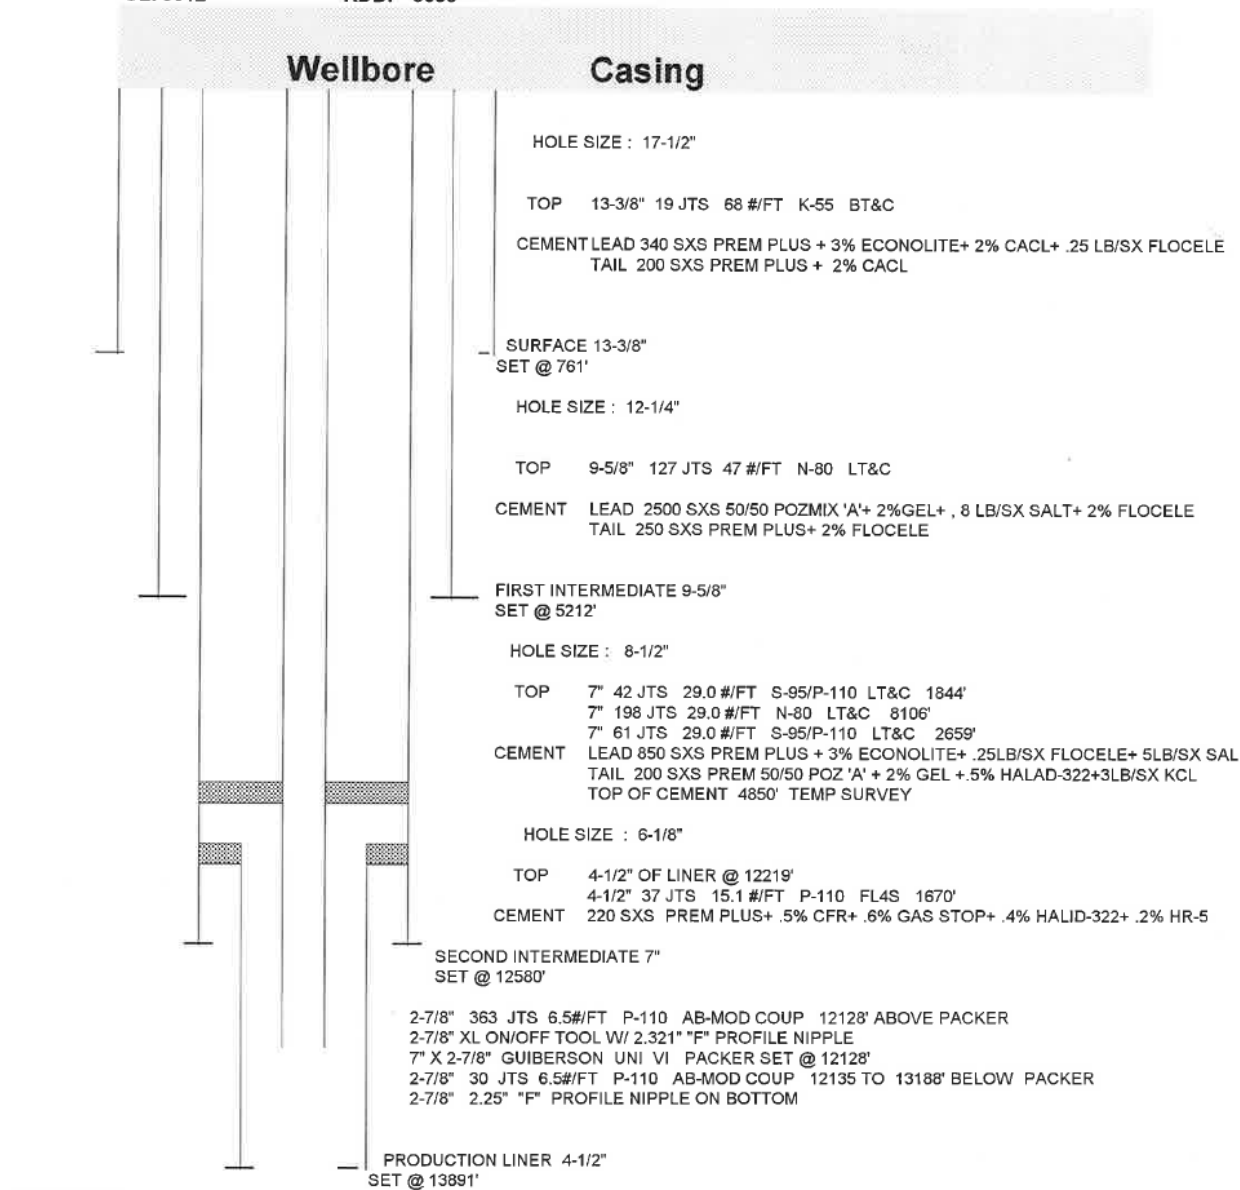 Wellbore Casing
HOLE SIZE : 17-1/2"
TOP 13-3/8" 19 JTS 68 #/FT K-55 BT&C
CEMENT LEAD 340 SXS PREM PLUS + 3% ECONOLITE+ 2% CACL+ .25 LB/SX FLOCELE
TAIL 200 SXS PREM PLUS + 2% CACL
SURFACE 13-3/8"
SET @ 761'
HOLE SIZE : 12-1/4"
TOP 9-5/8" 127 JTS 47 #/FT N-80 LT&C
CEMENT LEAD 2500 SXS 50/50 POZMIX 'A'+ 2%GEL+ , 8 LB/SX SALT+ 2% FLOCELE
TAIL 250 SXS PREM PLUS+ 2% FLOCELE
FIRST INTERMEDIATE 9-5/8"
SET @ 5212'
HOLE SIZE : 8-1/2"
TOP 7" 42 JTS 29.0 #/FT S-95/P-110 LT&C 1844'
7" 198 JTS 29.0 #/FT N-80 LT&C 8106'
7" 61 JTS 29.0 #/FT S-95/P-110 LT&C 2659'
CEMENT LEAD 850 SXS PREM PLUS + 3% ECONOLITE+ .25LB/SX FLOCELE+ 5LB/SX SAL
TAIL 200 SXS PREM 50/50 POZ 'A' + 2% GEL +.5% HALAD-322+3LB/SX KCL
TOP OF CEMENT 4850' TEMP SURVEY
HOLE SIZE : 6-1/8"
TOP 4-1/2" OF LINER @ 12219'
4-1/2" 37 JTS 15.1 #/FT P-110 FL4S 1670'
CEMENT 220 SXS PREM PLUS+ .5% CFR+ .6% GAS STOP+ .4% HALID-322+ .2% HR-5
SECOND INTERMEDIATE 7"
SET @ 12580'
2-7/8" 363 JTS 6.5#/FT P-110 AB-MOD COUP 12128' ABOVE PACKER
2-7/8" XL ON/OFF TOOL W/ 2.321" "F" PROFILE NIPPLE
7" X 2-7/8" GUIBERSON UNI VI PACKER SET @ 12128'
2-7/8" 30 JTS 6.5#/FT P-110 AB-MOD COUP 12135 TO 13188' BELOW PACKER
2-7/8" 2.25" "F" PROFILE NIPPLE ON BOTTOM
PRODUCTION LINER 4-1/2"
SET @ 13891'